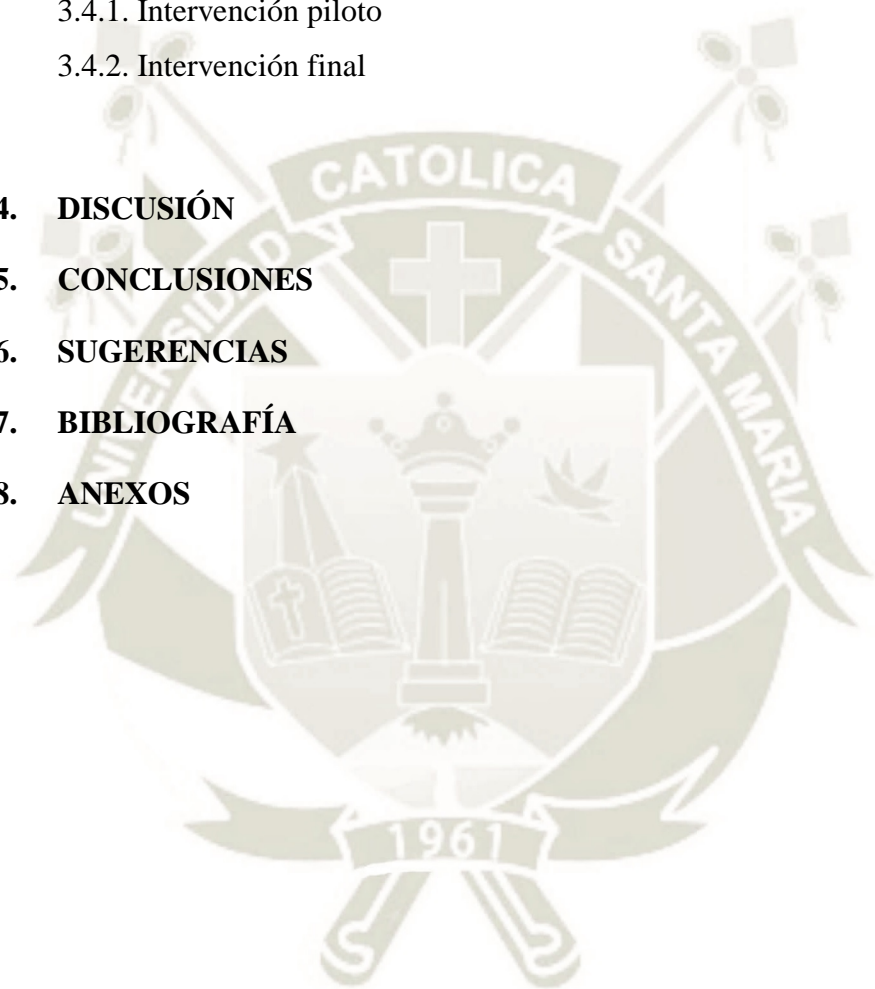 3.4.1. Intervención piloto
3.4.2. Intervención final
4. DISCUSIÓN
5. CONCLUSIONES
6. SUGERENCIAS
7. BIBLIOGRAFÍA
8. ANEXOS
UNIVERSIDAD CATOLICA SANTA MARIA
1961